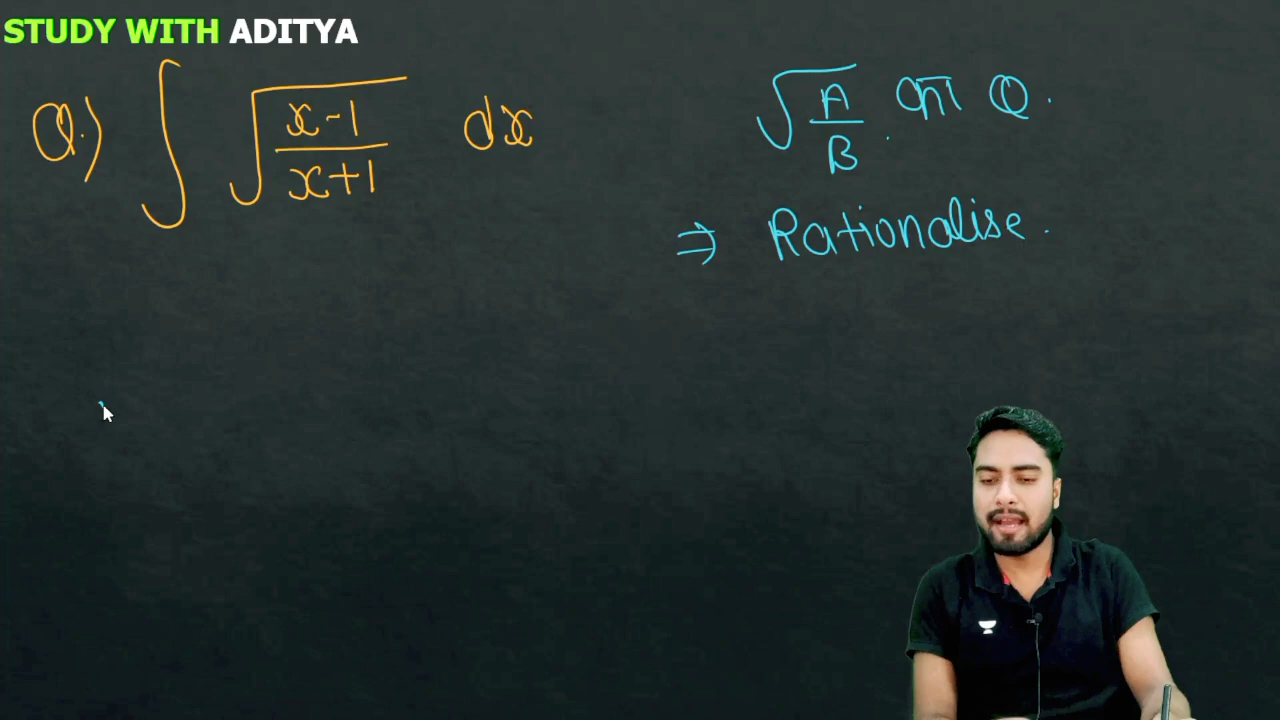 STUDY WITH ADITYA
Q.) ∫ √((x-1)/(x+1)) dx
√(A/B) का Q.
⇒ Rationalise.